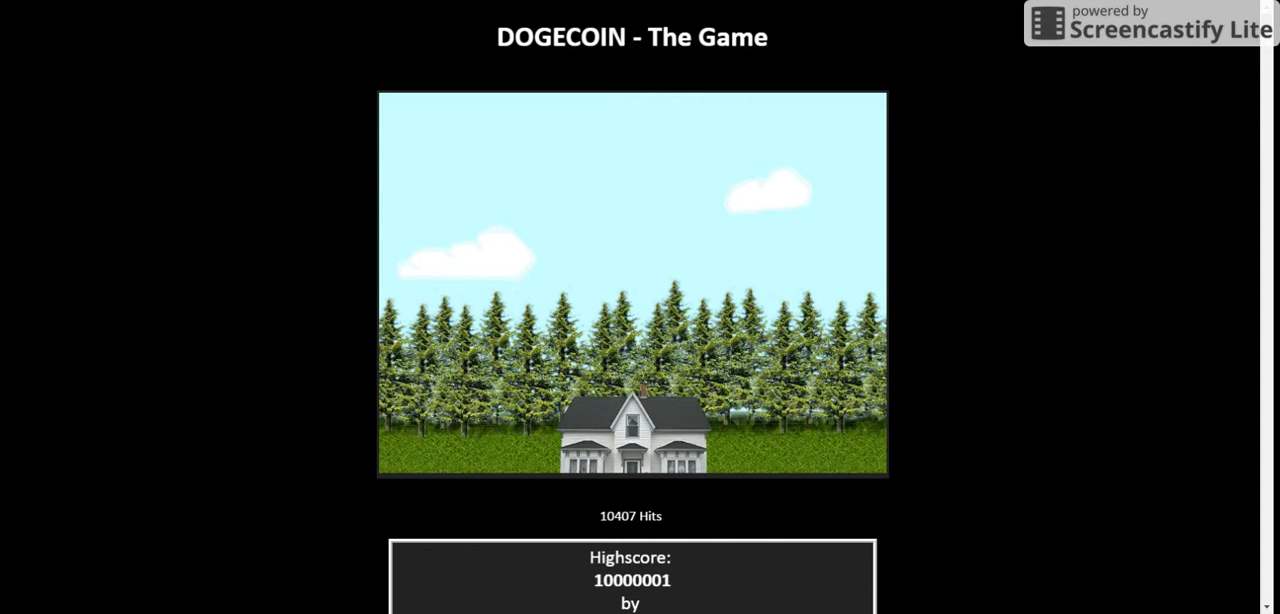 DOGECOIN - The Game
powered by
Screencastify Lite
10407 Hits
Highscore:
10000001
by